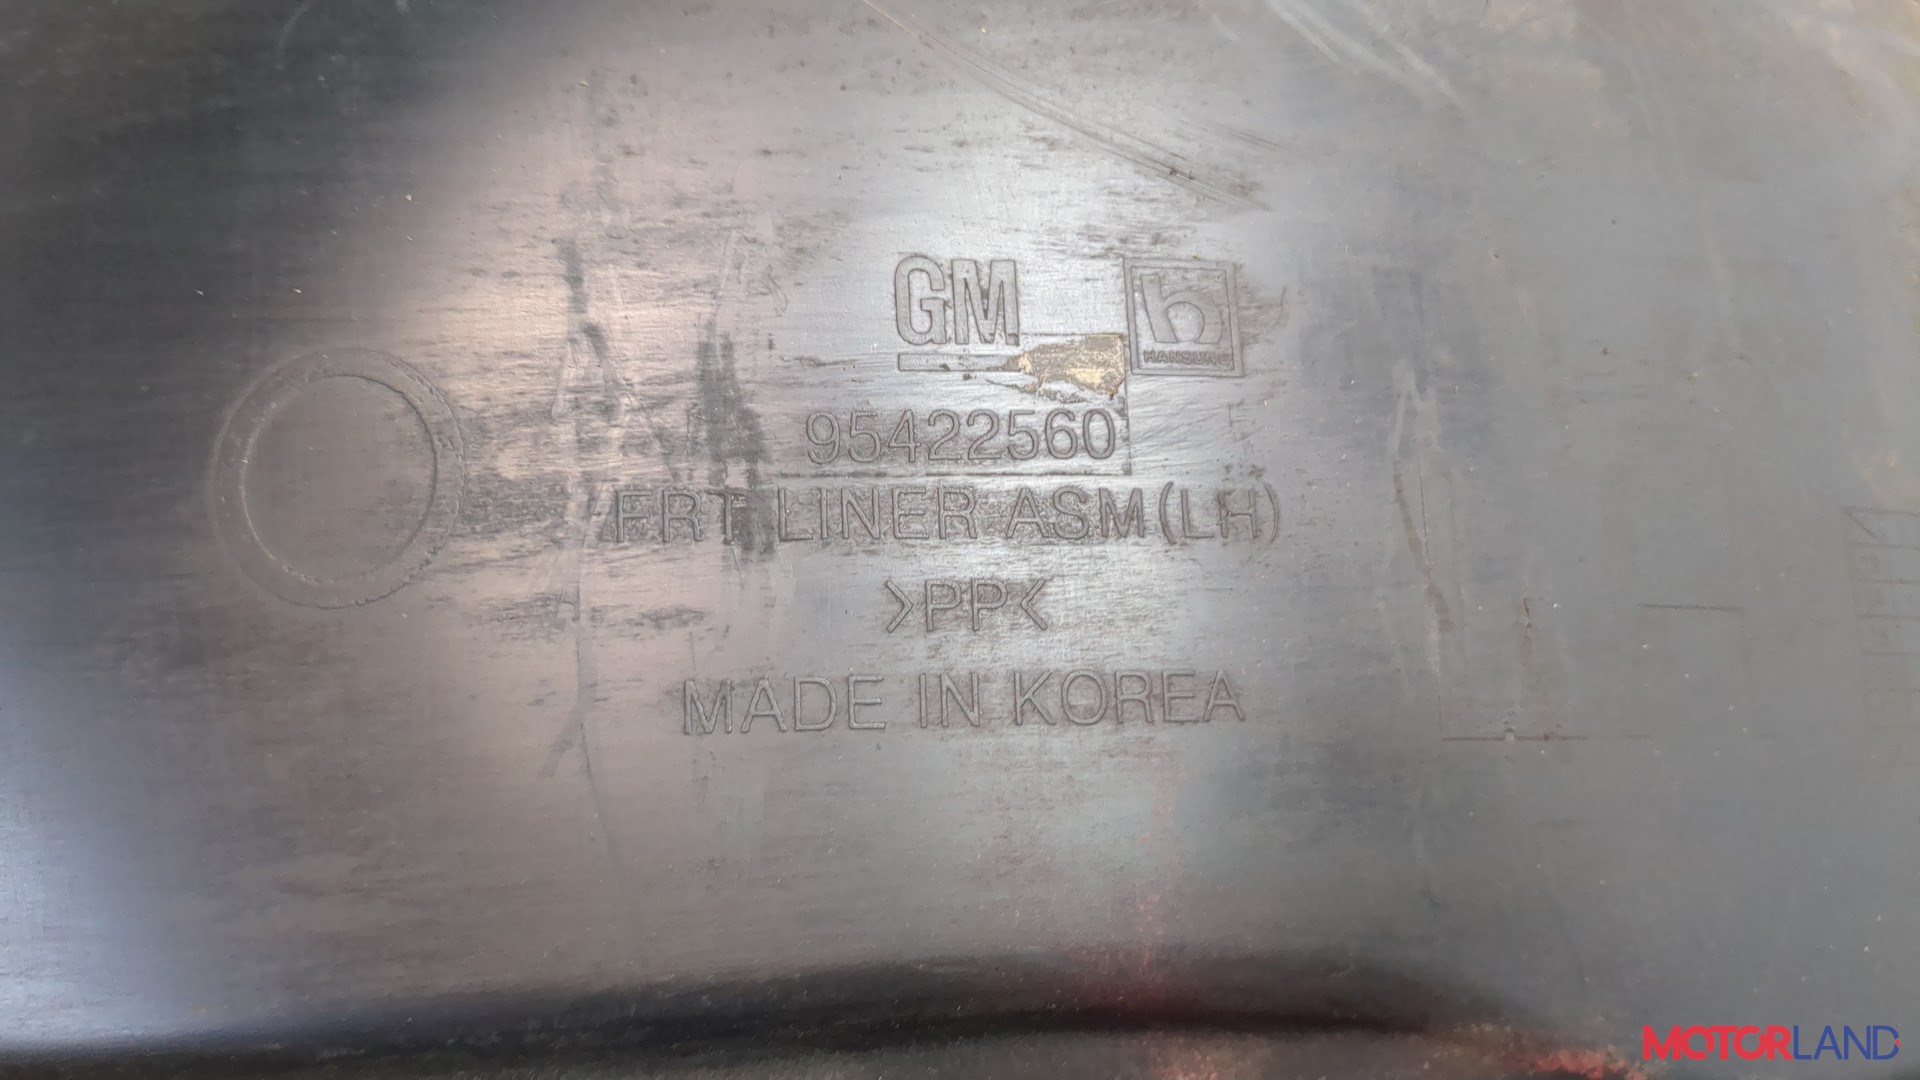 GM
HANSUNG
95422560
FRT LINER ASM(LH)
>PP<
MADE IN KOREA
MOTORLAND